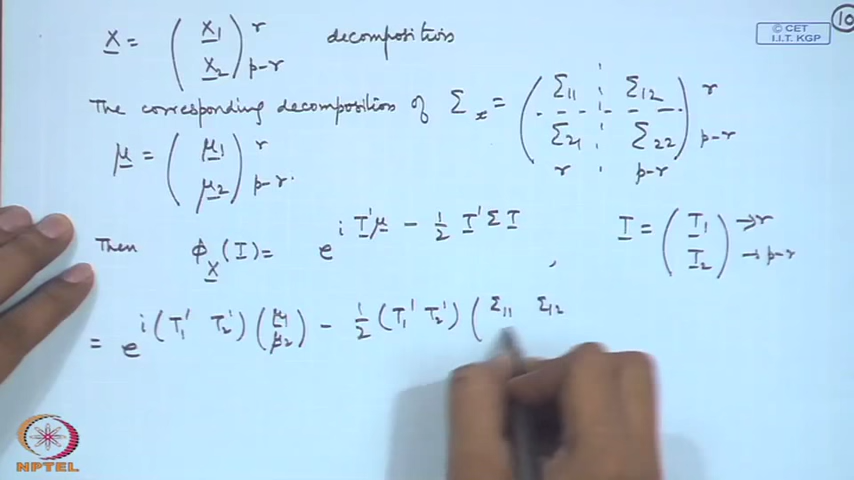 10
© CET
I.I.T. KGP
X = ( X1 ) r decomposition
( X2 ) p-r
The corresponding decomposition of Σx = ( Σ11 Σ12 ) r
( Σ21 Σ22 ) p-r
r p-r
μ = ( μ1 ) r
( μ2 ) p-r.
Then ϕX(T) = e^{i T'μ - 1/2 T'ΣT} , T = ( T1 ) → r
( T2 ) → p-r
= e^{i (T1' T2') ( μ1 μ2 ) - 1/2 (T1' T2') ( Σ11 Σ12
NPTEL